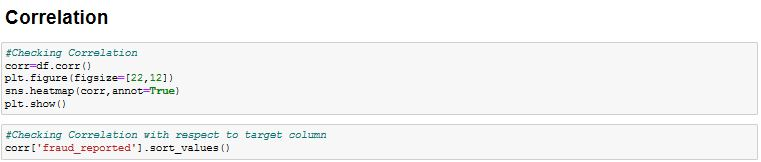 Correlation
#Checking Correlation
corr=df.corr()
plt.figure(figsize=[22,12])
sns.heatmap(corr,annot=True)
plt.show()
#Checking Correlation with respect to target column
corr['fraud_reported'].sort_values()